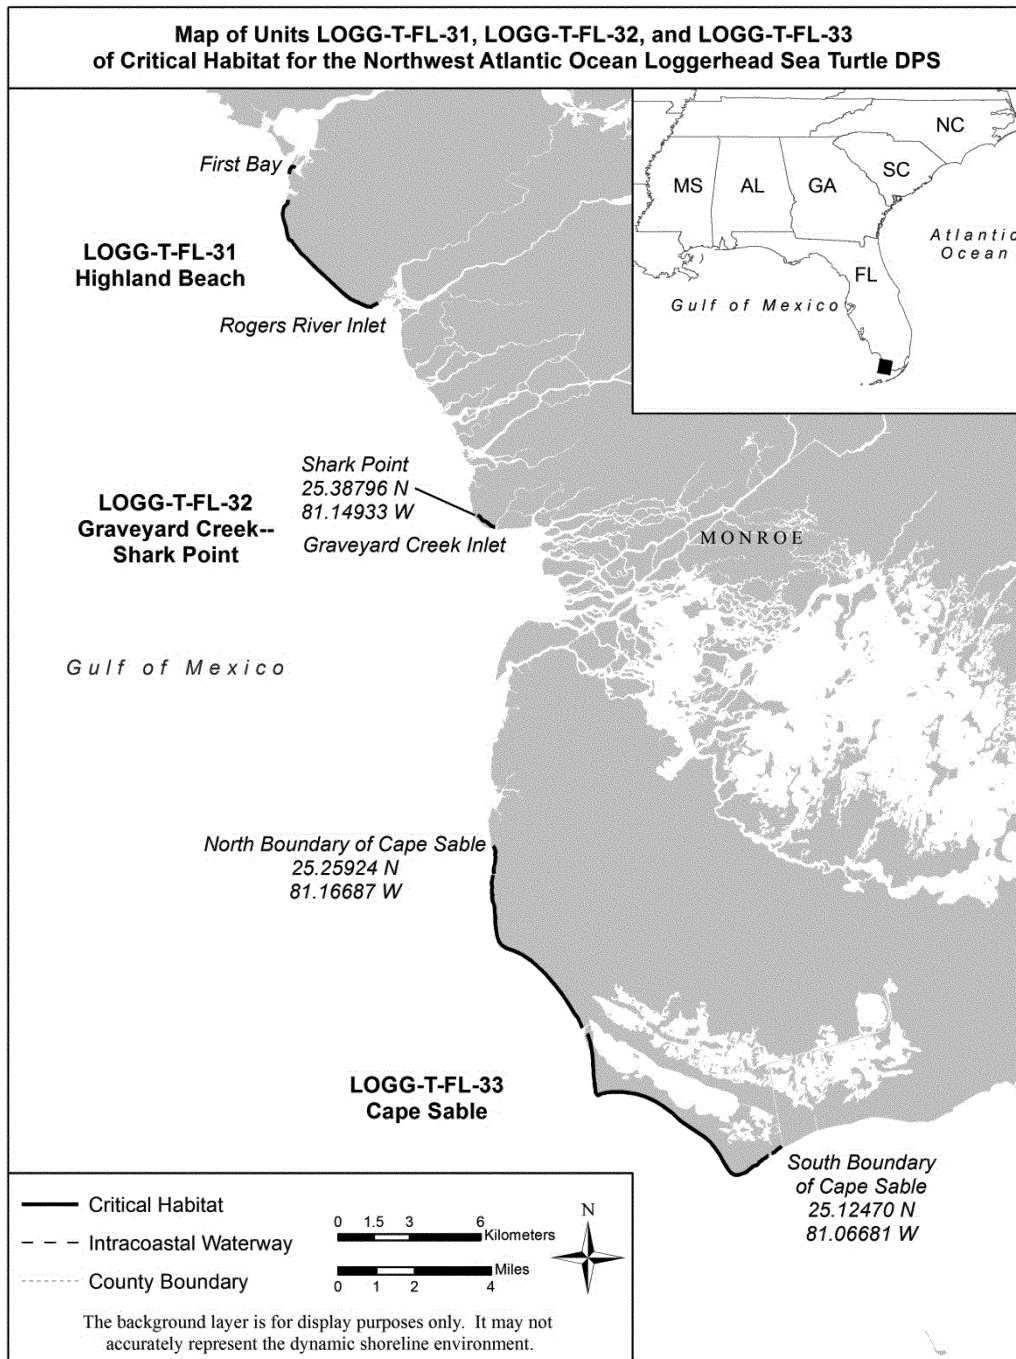 Map of Units LOGG-T-FL-31, LOGG-T-FL-32, and LOGG-T-FL-33
of Critical Habitat for the Northwest Atlantic Ocean Loggerhead Sea Turtle DPS
NC
SC
MS
AL
GA
Atlantic
Ocean
FL
Gulf of Mexico
First Bay
LOGG-T-FL-31
Highland Beach
Rogers River Inlet
Shark Point
25.38796 N
81.14933 W
LOGG-T-FL-32
Graveyard Creek--
Shark Point
Graveyard Creek Inlet
MONROE
Gulf of Mexico
North Boundary of Cape Sable
25.25924 N
81.16687 W
LOGG-T-FL-33
Cape Sable
South Boundary
of Cape Sable
25.12470 N
81.06681 W
Critical Habitat
Intracoastal Waterway
County Boundary
0 1.5 3 6
Kilometers
Miles
0 1 2 4
N
The background layer is for display purposes only. It may not
accurately represent the dynamic shoreline environment.